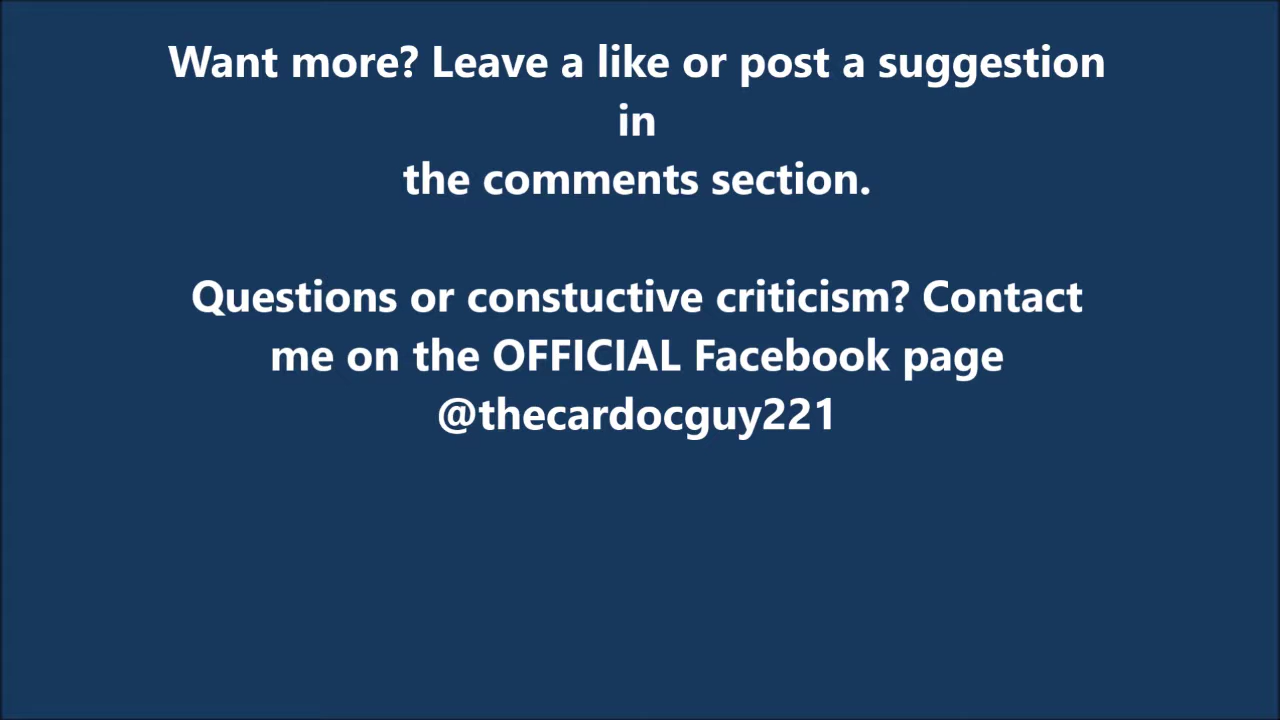 Want more? Leave a like or post a suggestion
in
the comments section.
Questions or constuctive criticism? Contact
me on the OFFICIAL Facebook page
@thecardocguy221